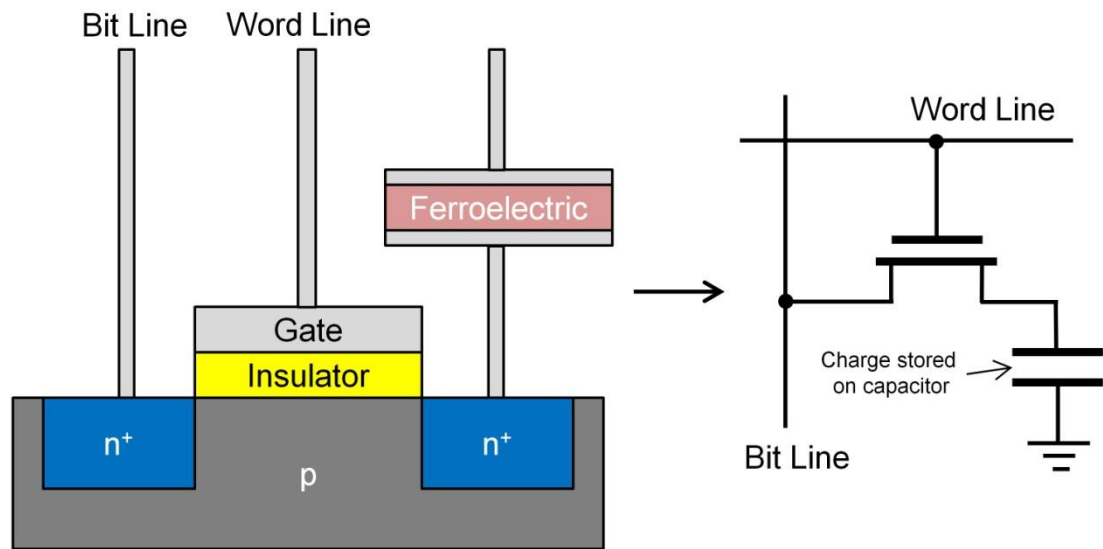 Bit Line
Word Line
Ferroelectric
Gate
Insulator
n⁺
p
n⁺
Word Line
Charge stored
on capacitor
Bit Line